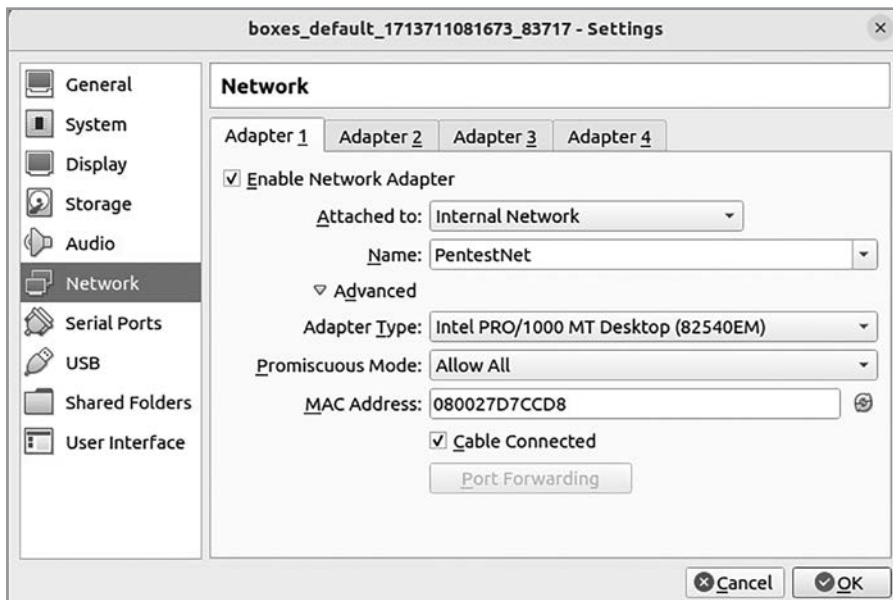 boxes_default_1713711081673_83717 - Settings
General
System
Display
Storage
Audio
Network
Serial Ports
USB
Shared Folders
User Interface
Network
Adapter 1 Adapter 2 Adapter 3 Adapter 4
Enable Network Adapter
Attached to: Internal Network
Name: PentestNet
Advanced
Adapter Type: Intel PRO/1000 MT Desktop (82540EM)
Promiscuous Mode: Allow All
MAC Address: 080027D7CCD8
Cable Connected
Port Forwarding
Cancel OK